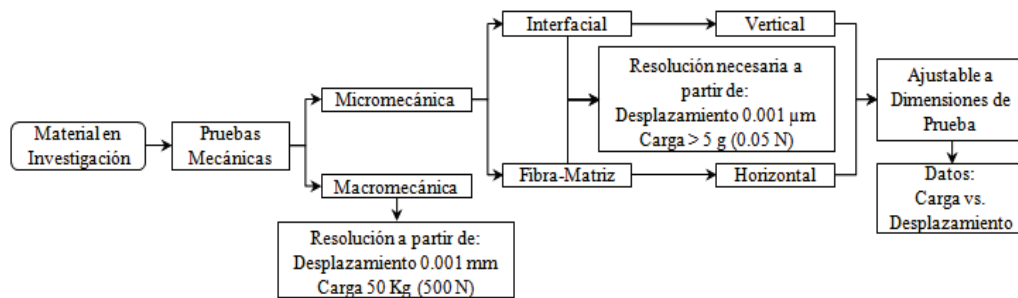 Material en
Investigación
Pruebas
Mecánicas
Micromecánica
Macromecánica
Resolución a partir de:
Desplazamiento 0.001 mm
Carga 50 Kg (500 N)
Interfacial
Fibra-Matriz
Vertical
Resolución necesaria a
partir de:
Desplazamiento 0.001 µm
Carga > 5 g (0.05 N)
Horizontal
Ajustable a
Dimensiones de
Prueba
Datos:
Carga vs.
Desplazamiento